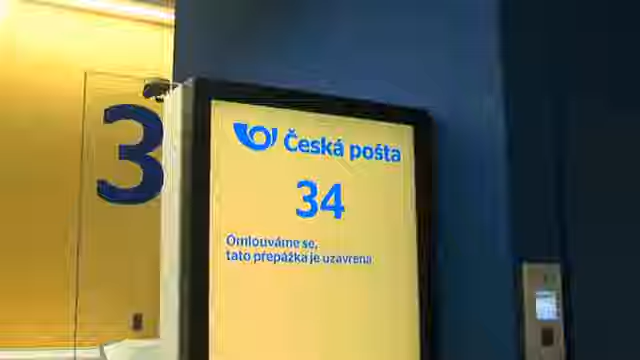 3
Česká pošta
34
Omlouváme se,
tato přepážka je uzavřena